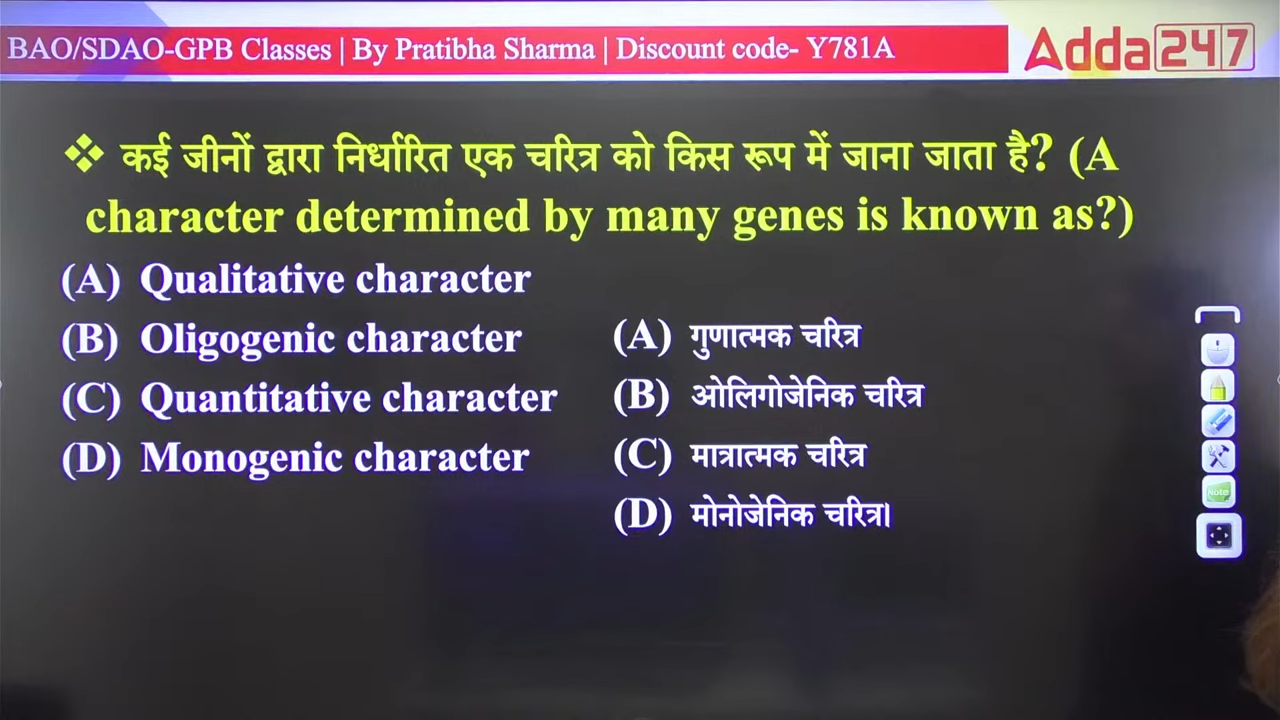 BAO/SDAO-GPB Classes | By Pratibha Sharma | Discount code- Y781A
Adda247
❖ कई जीनों द्वारा निर्धारित एक चरित्र को किस रूप में जाना जाता है? (A
character determined by many genes is known as?)
(A) Qualitative character
(B) Oligogenic character
(C) Quantitative character
(D) Monogenic character
(A) गुणात्मक चरित्र
(B) ओलिगोजेनिक चरित्र
(C) मात्रात्मक चरित्र
(D) मोनोजेनिक चरित्र।
Note